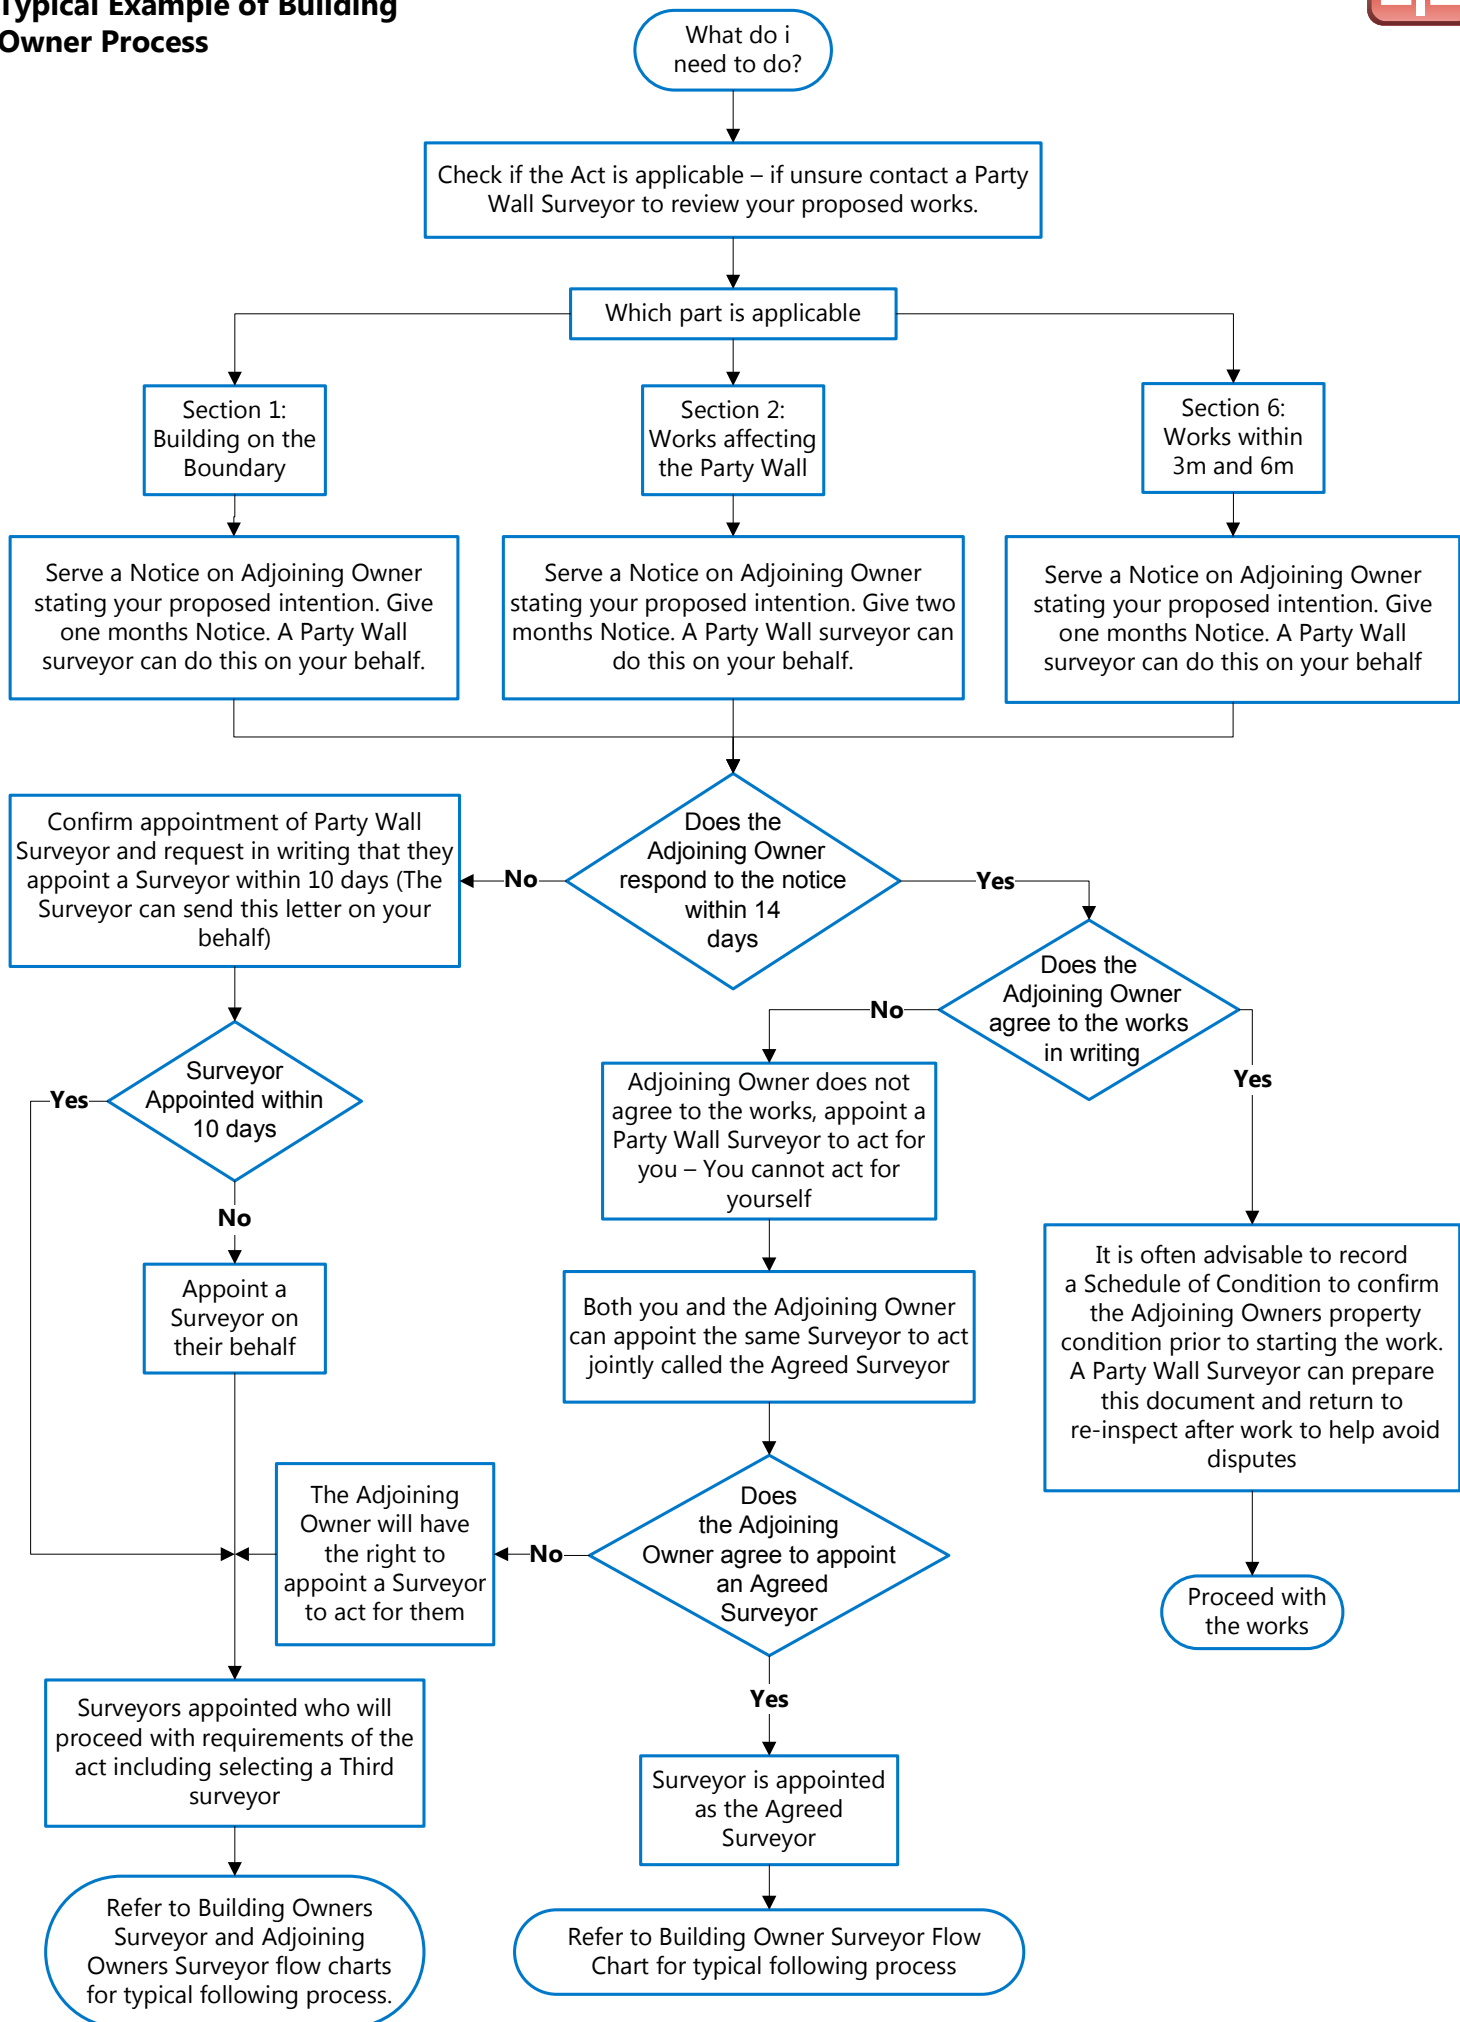 Typical Example of Building
Owner Process
What do i
need to do?
Check if the Act is applicable – if unsure contact a Party
Wall Surveyor to review your proposed works.
Which part is applicable
Section 1:
Building on the
Boundary
Section 2:
Works affecting
the Party Wall
Section 6:
Works within
3m and 6m
Serve a Notice on Adjoining Owner
stating your proposed intention. Give
one months Notice. A Party Wall
surveyor can do this on your behalf.
Serve a Notice on Adjoining Owner
stating your proposed intention. Give two
months Notice. A Party Wall surveyor can
do this on your behalf.
Serve a Notice on Adjoining Owner
stating your proposed intention. Give
one months Notice. A Party Wall
surveyor can do this on your behalf
Confirm appointment of Party Wall
Surveyor and request in writing that they
appoint a Surveyor within 10 days (The
Surveyor can send this letter on your
behalf)
No
Does the
Adjoining Owner
respond to the notice
within 14
days
Yes
Does the
Adjoining Owner
agree to the works
in writing
No
Yes
Surveyor
Appointed within
10 days
Yes
No
Adjoining Owner does not
agree to the works, appoint a
Party Wall Surveyor to act for
you – You cannot act for
yourself
Appoint a
Surveyor on
their behalf
Both you and the Adjoining Owner
can appoint the same Surveyor to act
jointly called the Agreed Surveyor
It is often advisable to record
a Schedule of Condition to confirm
the Adjoining Owners property
condition prior to starting the work.
A Party Wall Surveyor can prepare
this document and return to
re-inspect after work to help avoid
disputes
The Adjoining
Owner will have
the right to
appoint a Surveyor
to act for them
No
Does
the Adjoining
Owner agree to appoint
an Agreed
Surveyor
Yes
Proceed with
the works
Surveyors appointed who will
proceed with requirements of the
act including selecting a Third
surveyor
Surveyor is appointed
as the Agreed
Surveyor
Refer to Building Owners
Surveyor and Adjoining
Owners Surveyor flow charts
for typical following process.
Refer to Building Owner Surveyor Flow
Chart for typical following process